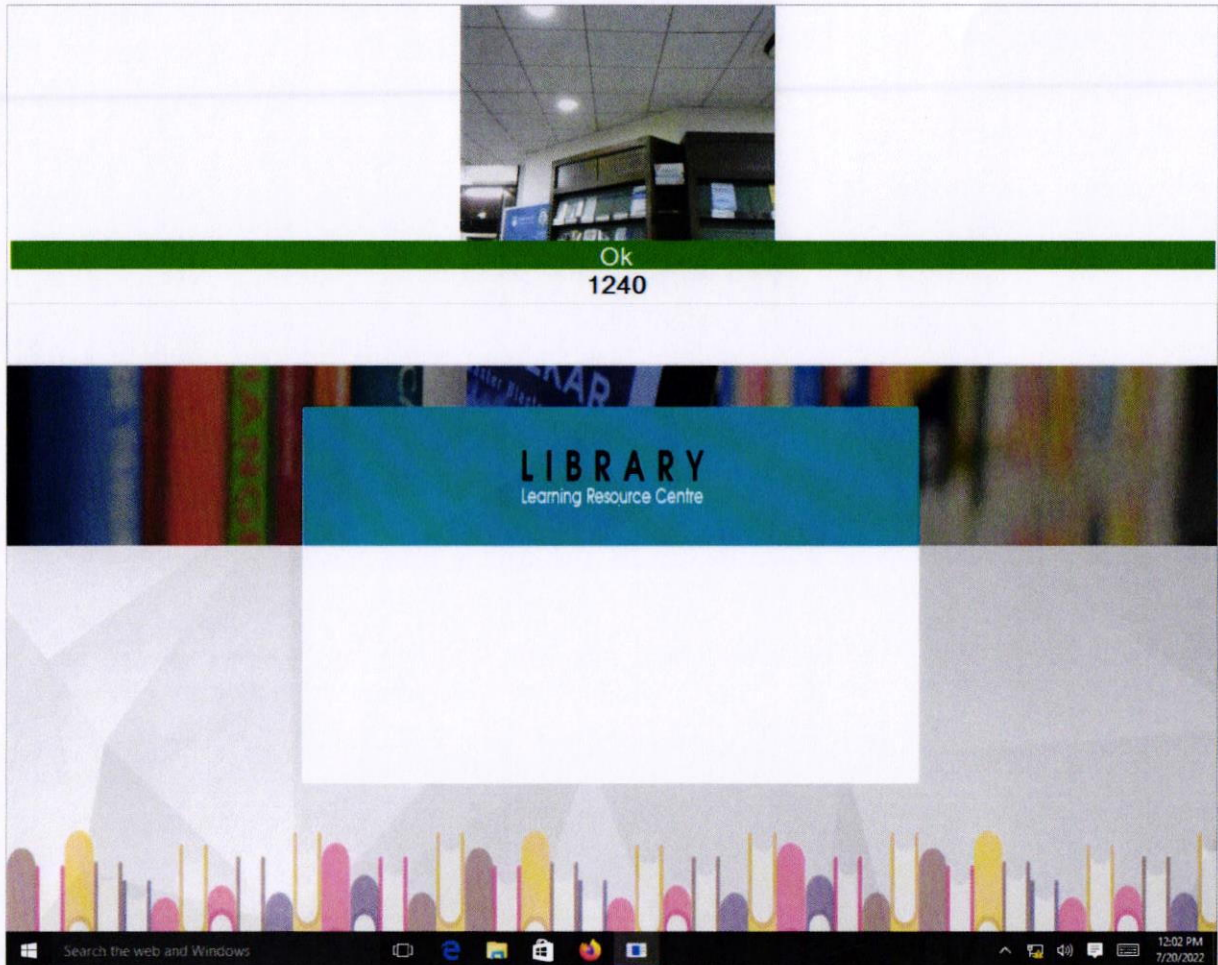 Ok
1240
LIBRARY
Learning Resource Centre
Search the web and Windows
12:02 PM
7/20/2022